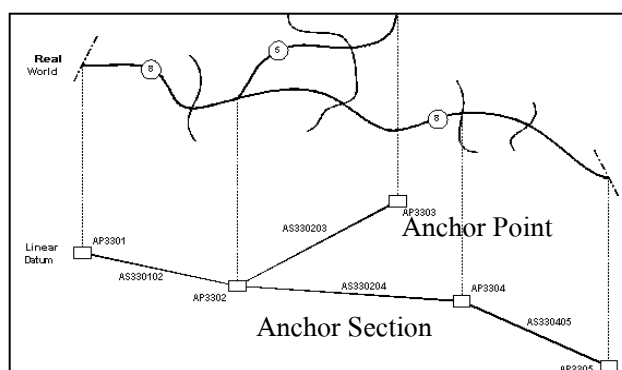 5
Real
World
8
8
AP3303
AS330203
Anchor Point
Linear
Datum
AP3301
AS330102
AP3302
AS330204
AP3304
Anchor Section
AS330405
AP3305